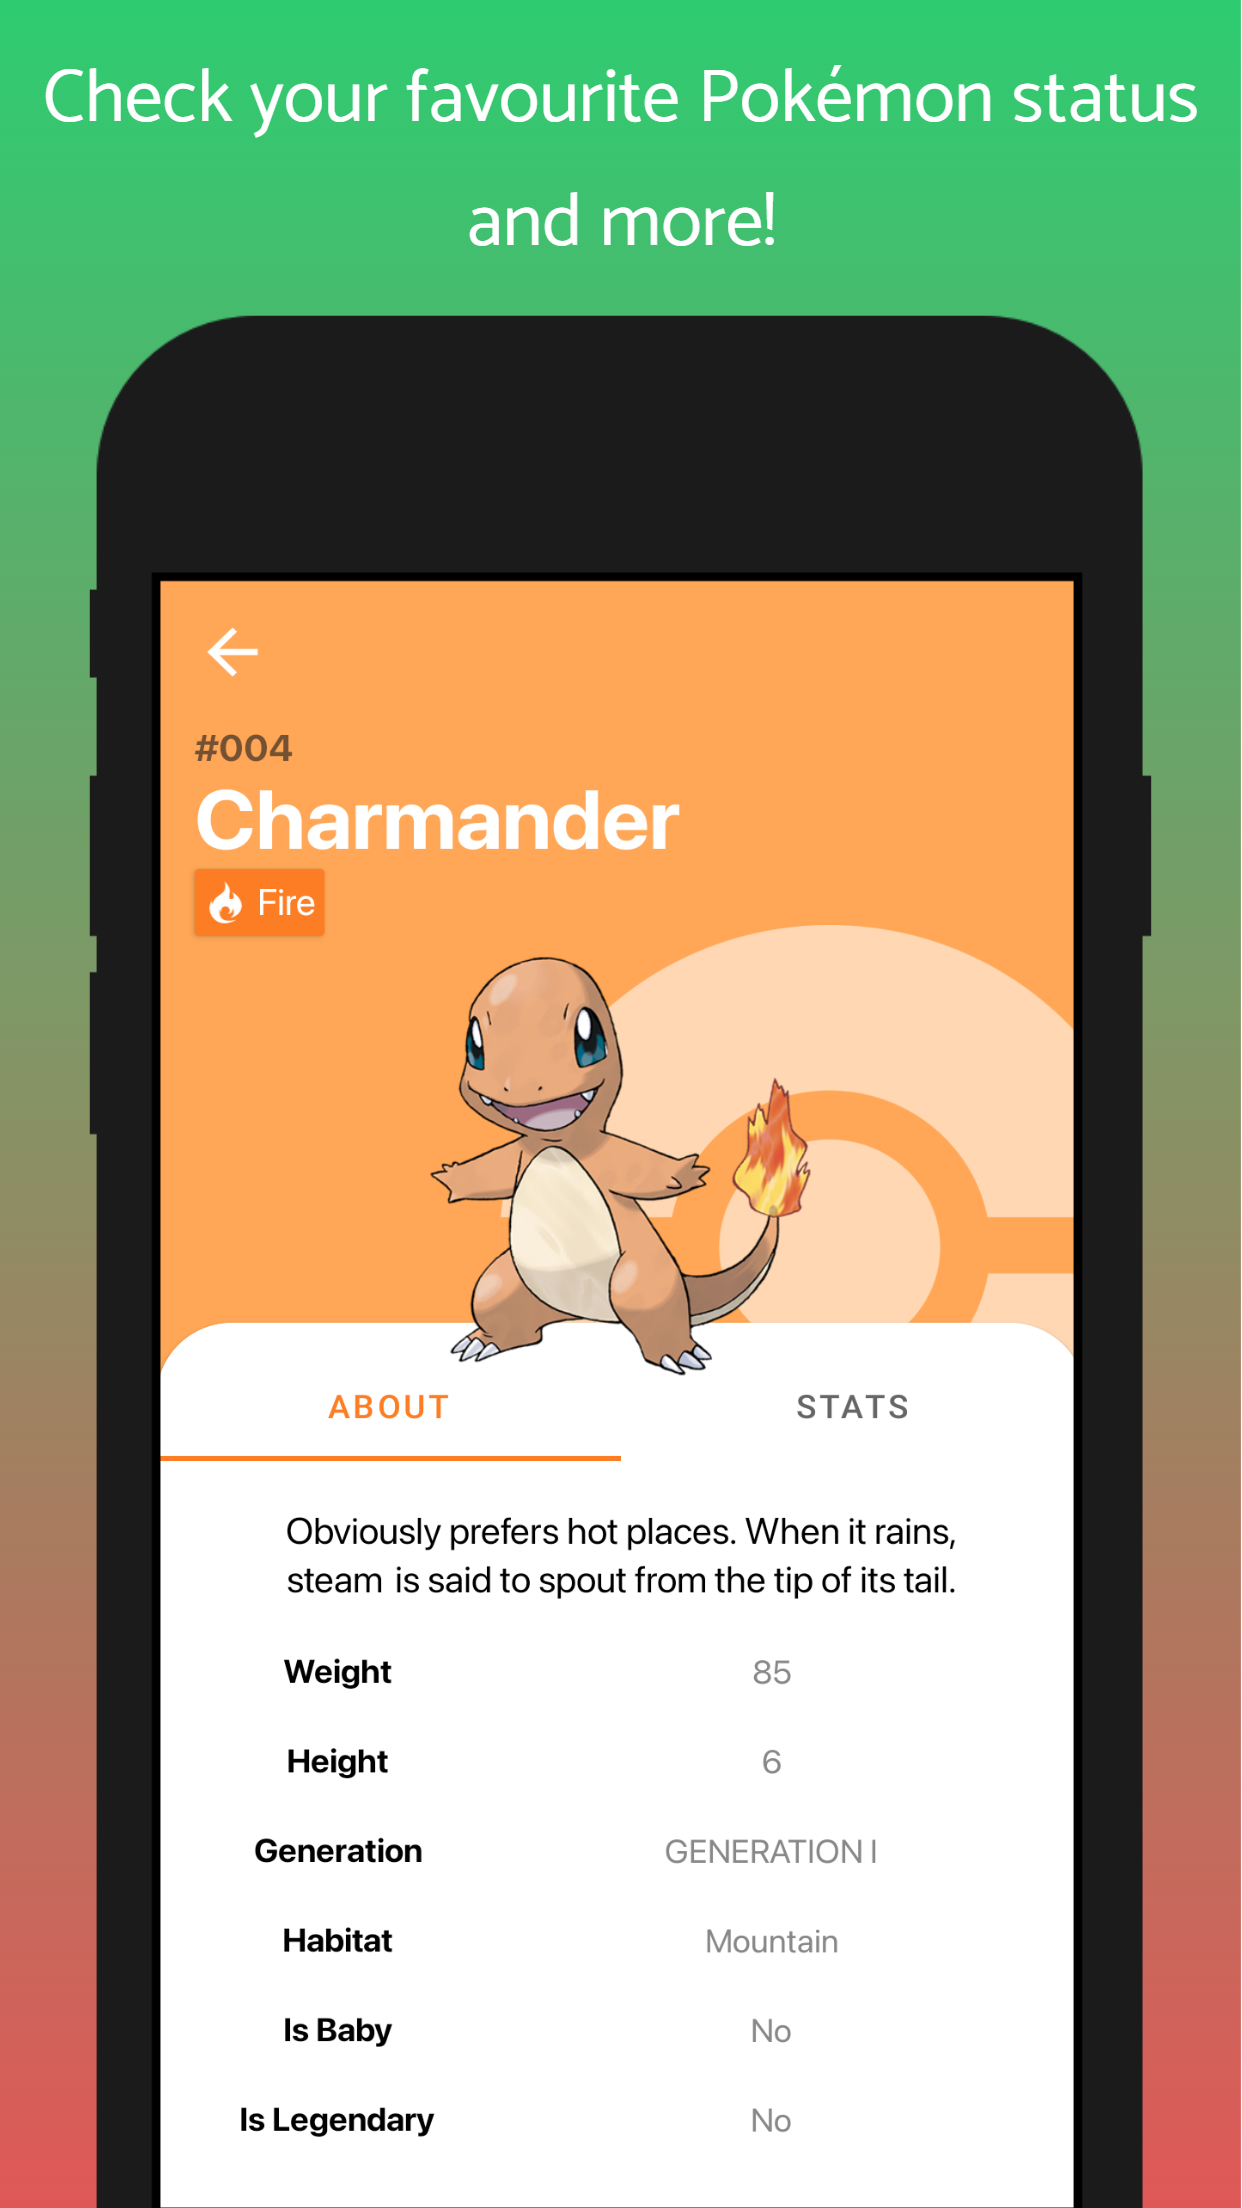 Check your favourite Pokémon status
and more!
#004
Charmander
Fire
ABOUT STATS
Obviously prefers hot places. When it rains,
steam is said to spout from the tip of its tail.
Weight 85
Height 6
Generation GENERATION I
Habitat Mountain
Is Baby No
Is Legendary No